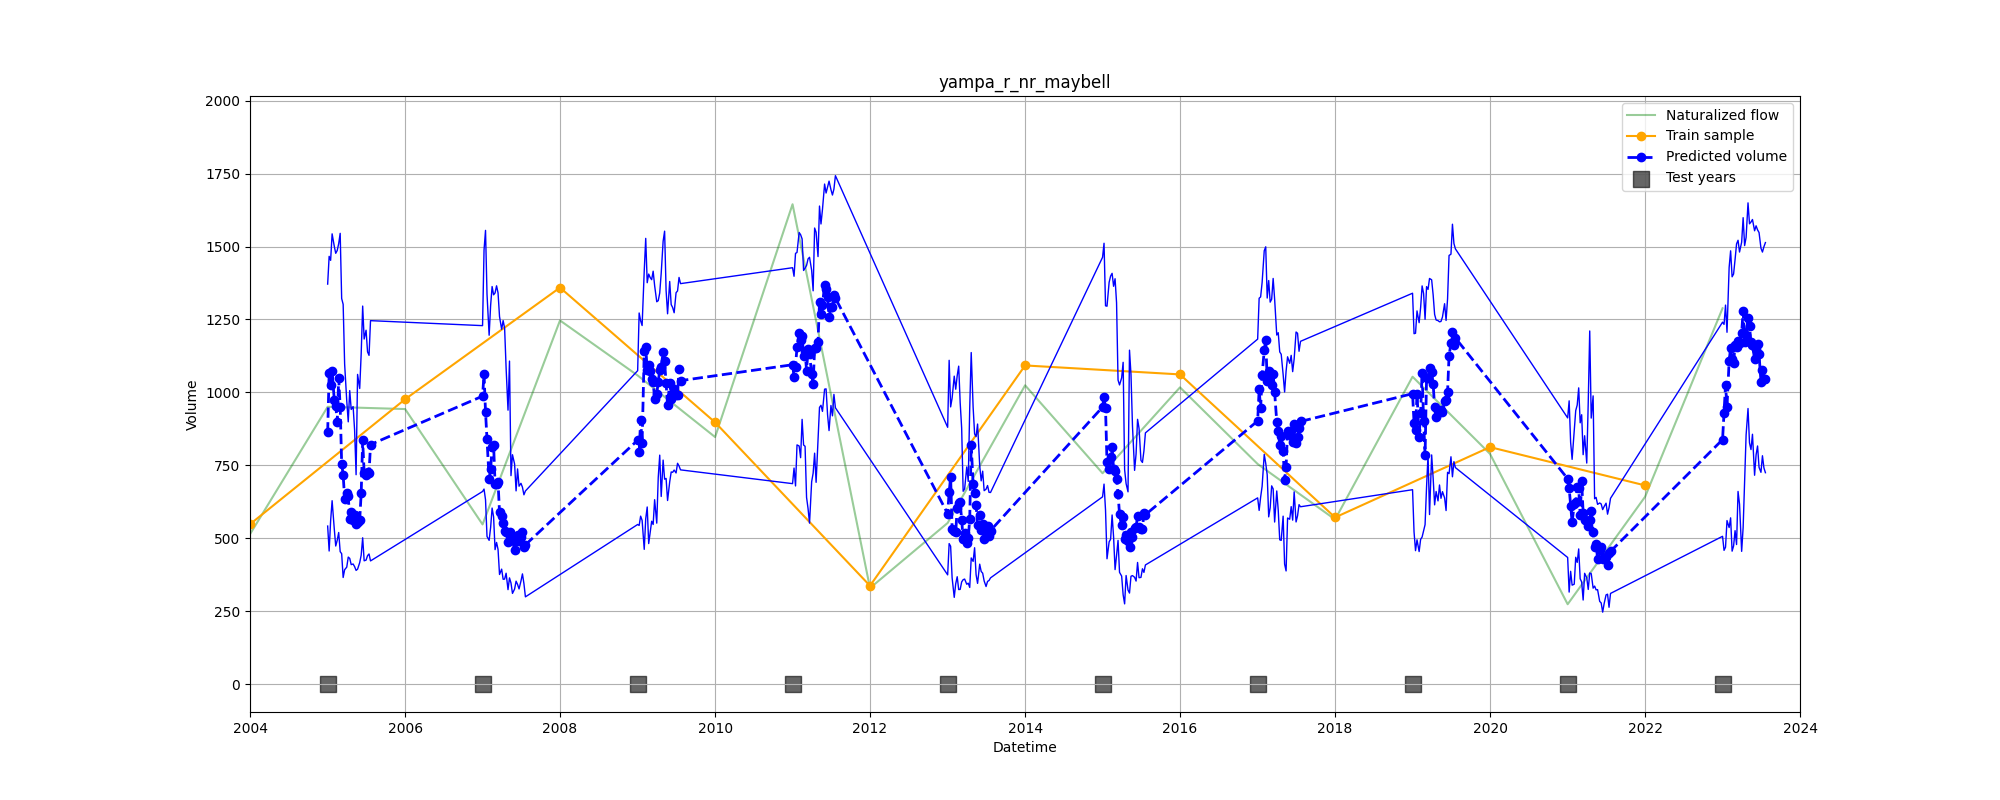 yampa_r_nr_maybell
Naturalized flow
Train sample
Predicted volume
Test years
Volume
2000
1750
1500
1250
1000
750
500
250
0
2004 2006 2008 2010 2012 2014 2016 2018 2020 2022 2024
Datetime